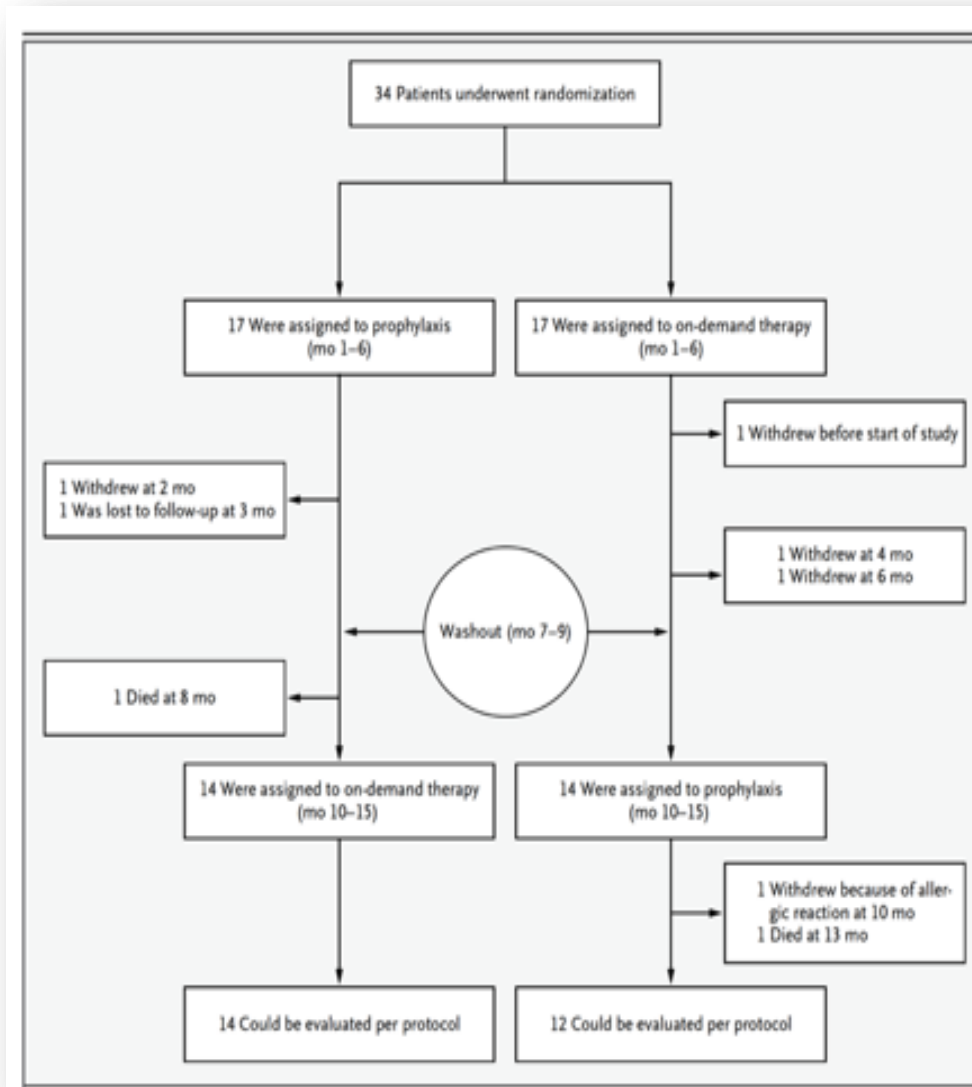 34 Patients underwent randomization
17 Were assigned to prophylaxis
(mo 1–6)
17 Were assigned to on-demand therapy
(mo 1–6)
1 Withdrew before start of study
1 Withdrew at 2 mo
1 Was lost to follow-up at 3 mo
1 Withdrew at 4 mo
1 Withdrew at 6 mo
Washout (mo 7–9)
1 Died at 8 mo
14 Were assigned to on-demand therapy
(mo 10–15)
14 Were assigned to prophylaxis
(mo 10–15)
1 Withdrew because of aller-
gic reaction at 10 mo
1 Died at 13 mo
14 Could be evaluated per protocol
12 Could be evaluated per protocol